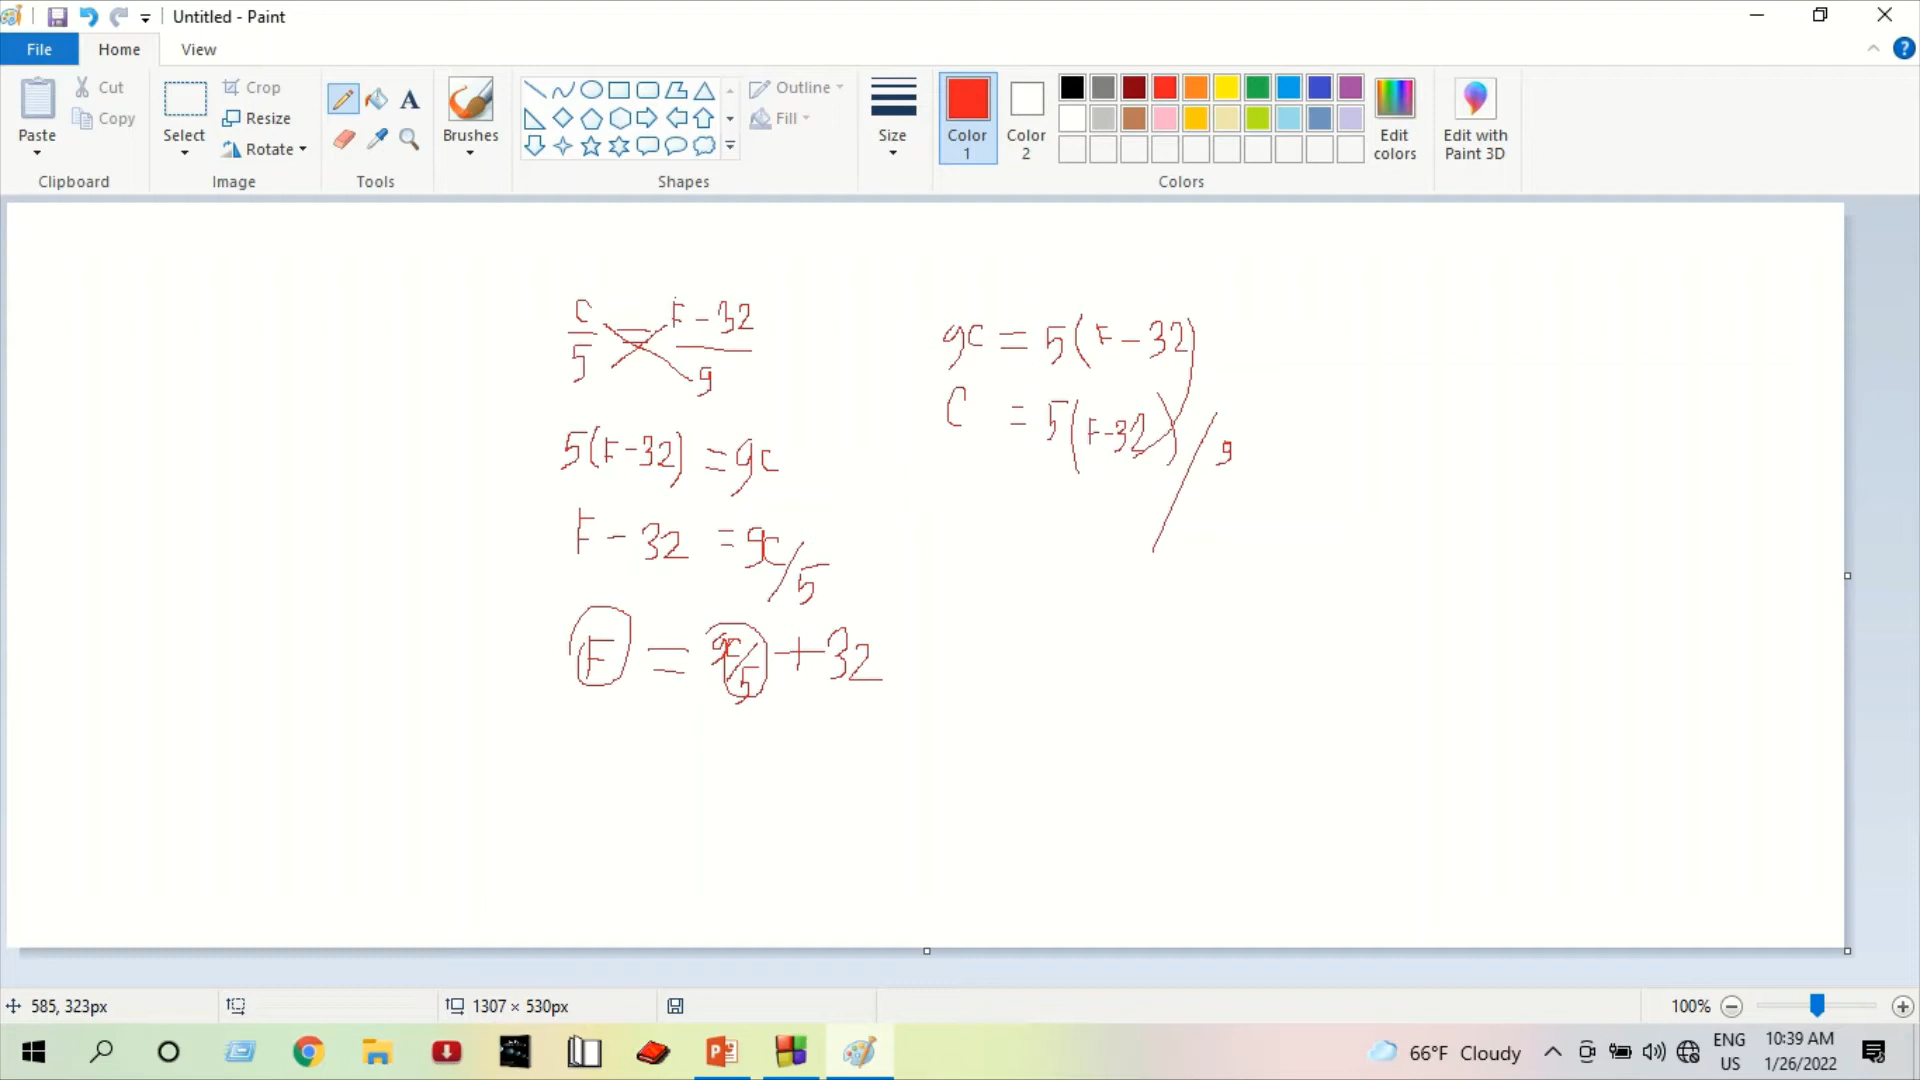 Untitled - Paint
File Home View
Paste Cut Copy Select Crop Resize Rotate Brushes Outline Fill Size Color 1 Color 2 Edit colors Edit with Paint 3D
Clipboard Image Tools Shapes Colors
C/5 = F-32/9
5(F-32) = 9C
F - 32 = 9C/5
F = 9C/5 + 32
9C = 5(F-32)
C = 5(F-32)/9
585, 323px 1307 × 530px 100%
66°F Cloudy ENG US 10:39 AM 1/26/2022